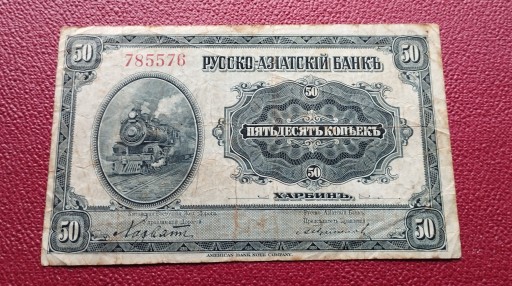 50 785576 РУССКО-АЗІАТСКІЙ БАНКЪ 50
50
ПЯТЬДЕСЯТЪ КОПѢЕКЪ
50
ХАРБИНЪ,
50 50
AMERICAN BANK NOTE COMPANY.